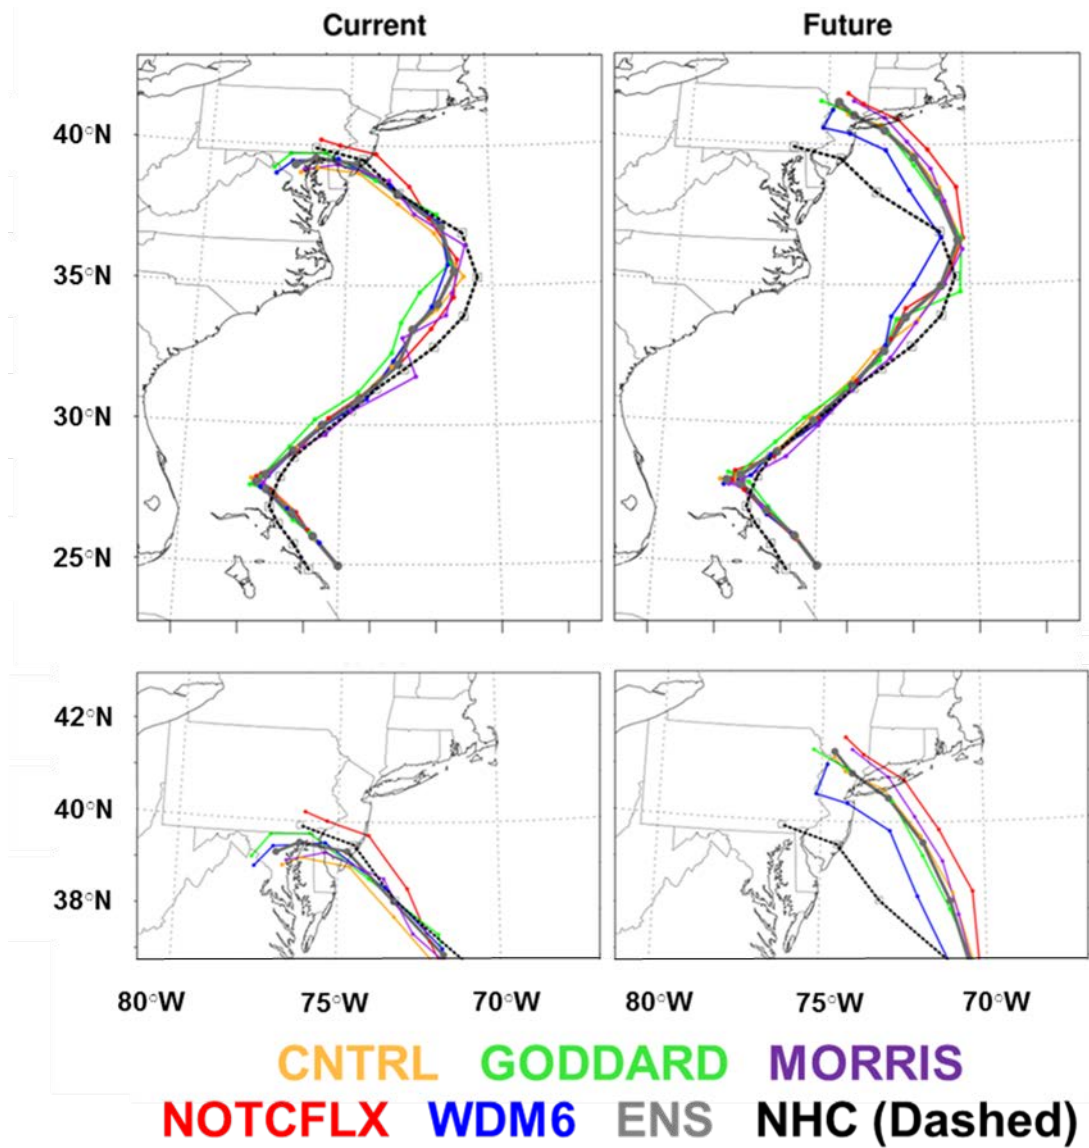 Current Future
40°N
35°N
30°N
25°N
42°N
40°N
38°N
80°W 75°W 70°W 80°W 75°W 70°W
CNTRL GODDARD MORRIS
NOTCFLX WDM6 ENS NHC (Dashed)